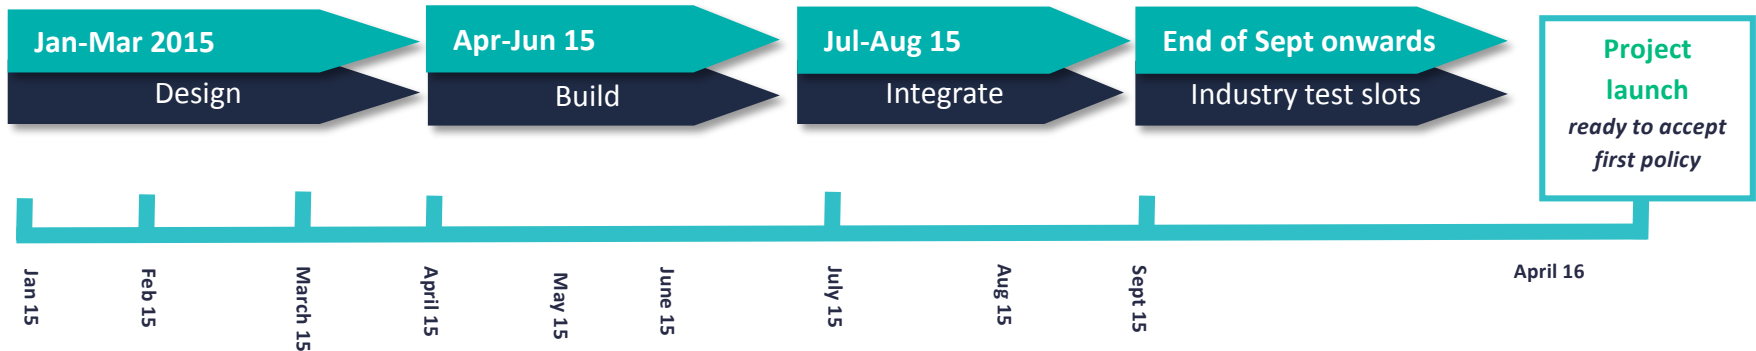 Jan-Mar 2015
Design
Apr-Jun 15
Build
Jul-Aug 15
Integrate
End of Sept onwards
Industry test slots
Project
launch
ready to accept
first policy
Jan 15
Feb 15
March 15
April 15
May 15
June 15
July 15
Aug 15
Sept 15
April 16